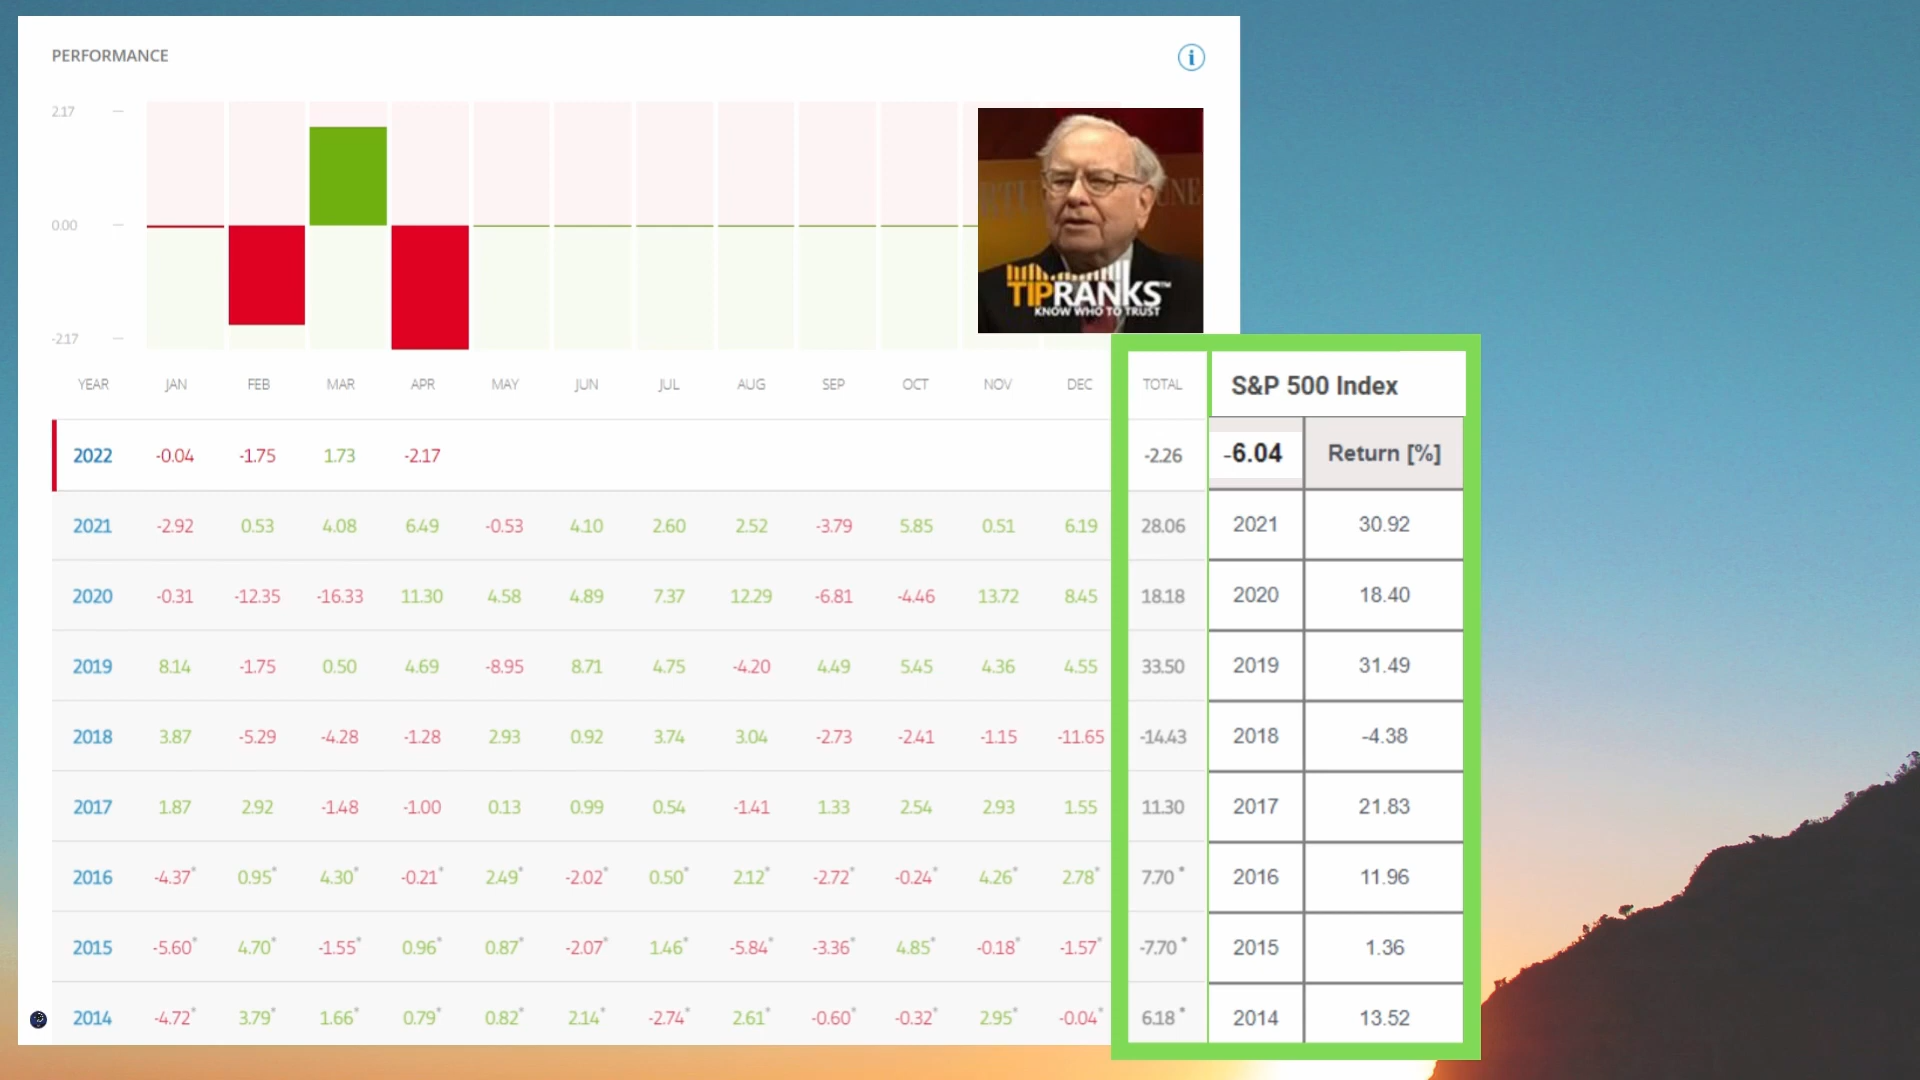 PERFORMANCE
i
2.17
0.00
-2.17
TIPRANKS™
KNOW WHO TO TRUST
YEAR JAN FEB MAR APR MAY JUN JUL AUG SEP OCT NOV DEC TOTAL S&P 500 Index
2022 -0.04 -1.75 1.73 -2.17 -2.26 -6.04 Return [%]
2021 -2.92 0.53 4.08 6.49 -0.53 4.10 2.60 2.52 -3.79 5.85 0.51 6.19 28.06 2021 30.92
2020 -0.31 -12.35 -16.33 11.30 4.58 4.89 7.37 12.29 -6.81 -4.46 13.72 8.45 18.18 2020 18.40
2019 8.14 -1.75 0.50 4.69 -8.95 8.71 4.75 -4.20 4.49 5.45 4.36 4.55 33.50 2019 31.49
2018 3.87 -5.29 -4.28 -1.28 2.93 0.92 3.74 3.04 -2.73 -2.41 -1.15 -11.65 -14.43 2018 -4.38
2017 1.87 2.92 -1.48 -1.00 0.13 0.99 0.54 -1.41 1.33 2.54 2.93 1.55 11.30 2017 21.83
2016 -4.37* 0.95* 4.30* -0.21* 2.49* -2.02* 0.50* 2.12* -2.72* -0.24* 4.26* 2.78* 7.70* 2016 11.96
2015 -5.60* 4.70* -1.55* 0.96* 0.87* -2.07* 1.46* -5.84* -3.36* 4.85* -0.18* -1.57* -7.70* 2015 1.36
2014 -4.72* 3.79* 1.66* 0.79* 0.82* 2.14* -2.74* 2.61* -0.60* -0.32* 2.95* -0.04* 6.18* 2014 13.52